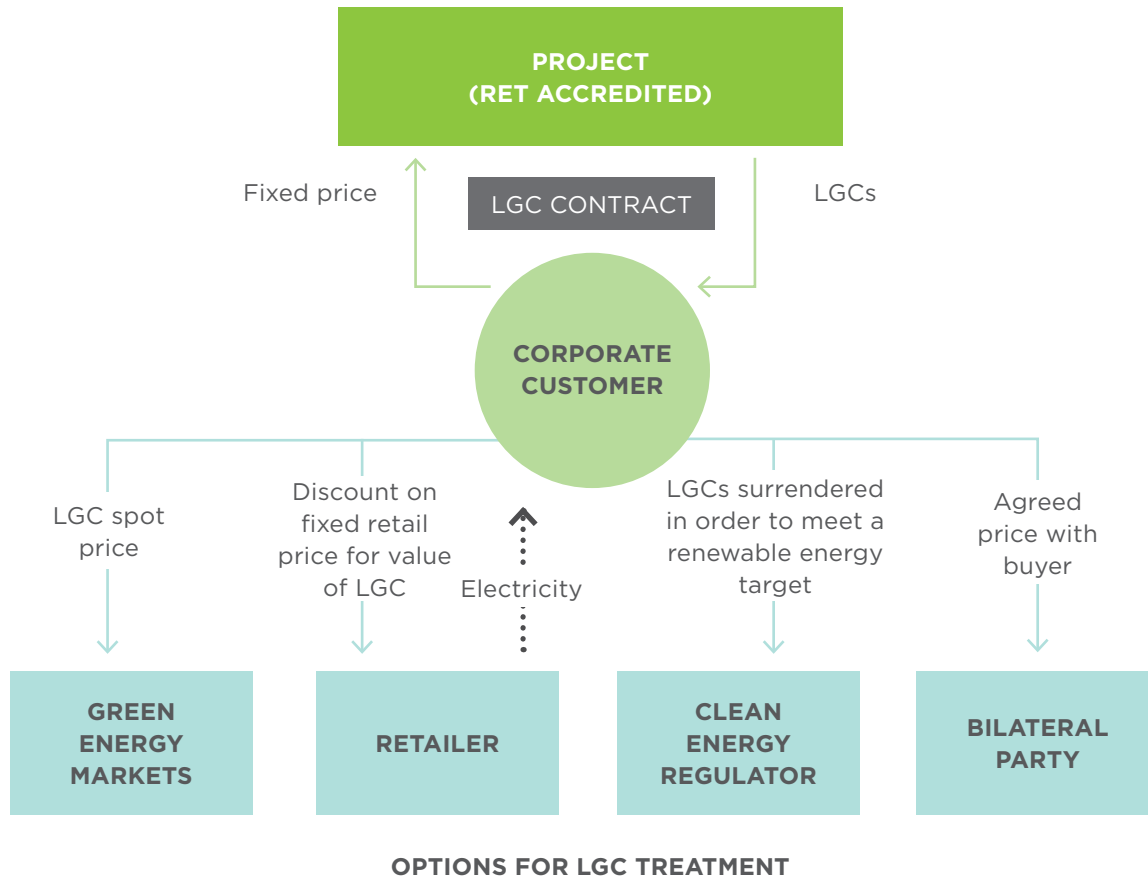 PROJECT
(RET ACCREDITED)
Fixed price
LGC CONTRACT
LGCs
CORPORATE
CUSTOMER
LGC spot
price
Discount on
fixed retail
price for value
of LGC
Electricity
LGCs surrendered
in order to meet a
renewable energy
target
Agreed
price with
buyer
GREEN
ENERGY
MARKETS
RETAILER
CLEAN
ENERGY
REGULATOR
BILATERAL
PARTY
OPTIONS FOR LGC TREATMENT